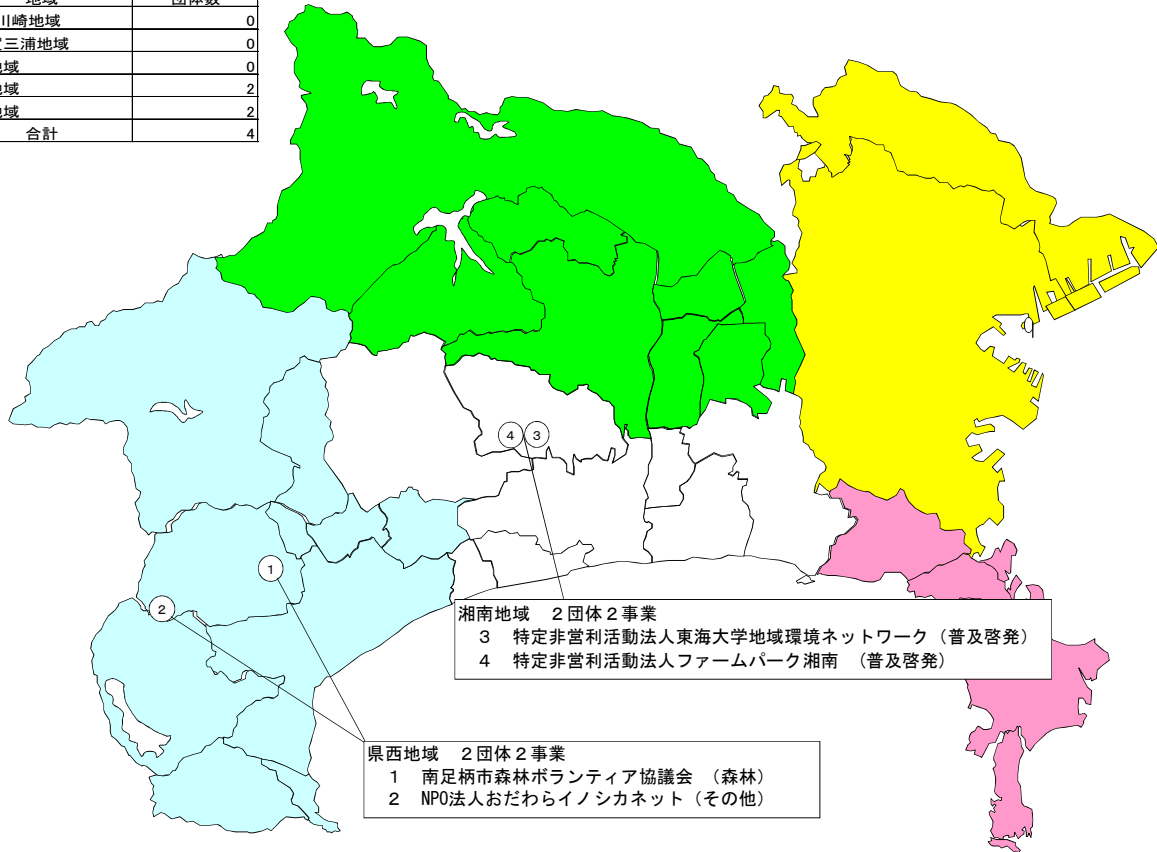 地域 団体数
川崎地域 0
三浦地域 0
地域 0
地域 2
地域 2
合計 4
4 3
1
2
湘南地域 2団体2事業
3 特定非営利活動法人東海大学地域環境ネットワーク（普及啓発）
4 特定非営利活動法人ファームパーク湘南 （普及啓発）
県西地域 2団体2事業
1 南足柄市森林ボランティア協議会 （森林）
2 NPO法人おだわらイノシカネット（その他）